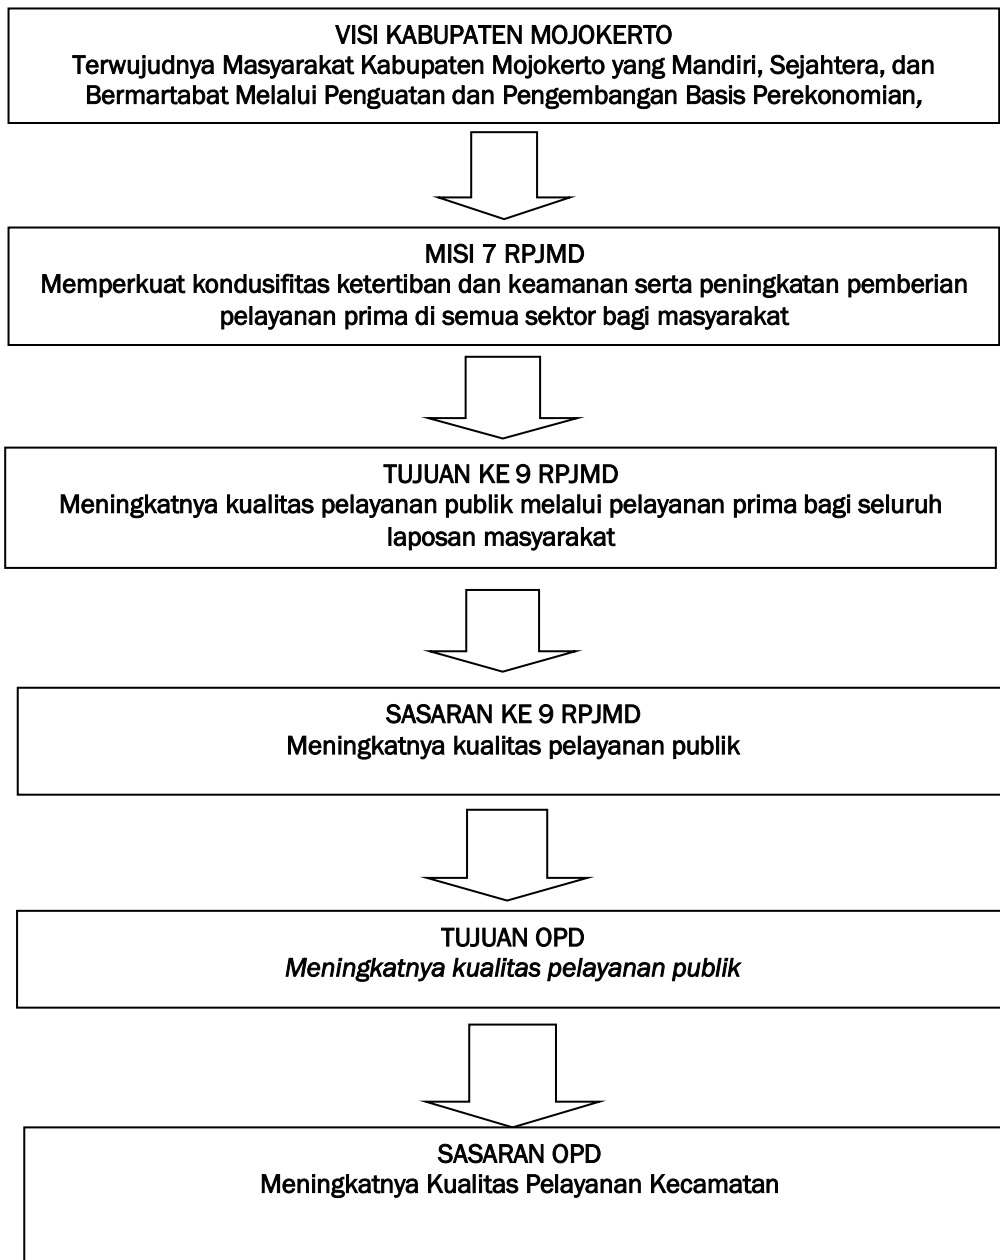 VISI KABUPATEN MOJOKERTO
Terwujudnya Masyarakat Kabupaten Mojokerto yang Mandiri, Sejahtera, dan
Bermartabat Melalui Penguatan dan Pengembangan Basis Perekonomian,
MISI 7 RPJMD
Memperkuat kondusifitas ketertiban dan keamanan serta peningkatan pemberian
pelayanan prima di semua sektor bagi masyarakat
TUJUAN KE 9 RPJMD
Meningkatnya kualitas pelayanan publik melalui pelayanan prima bagi seluruh
laposan masyarakat
SASARAN KE 9 RPJMD
Meningkatnya kualitas pelayanan publik
TUJUAN OPD
Meningkatnya kualitas pelayanan publik
SASARAN OPD
Meningkatnya Kualitas Pelayanan Kecamatan